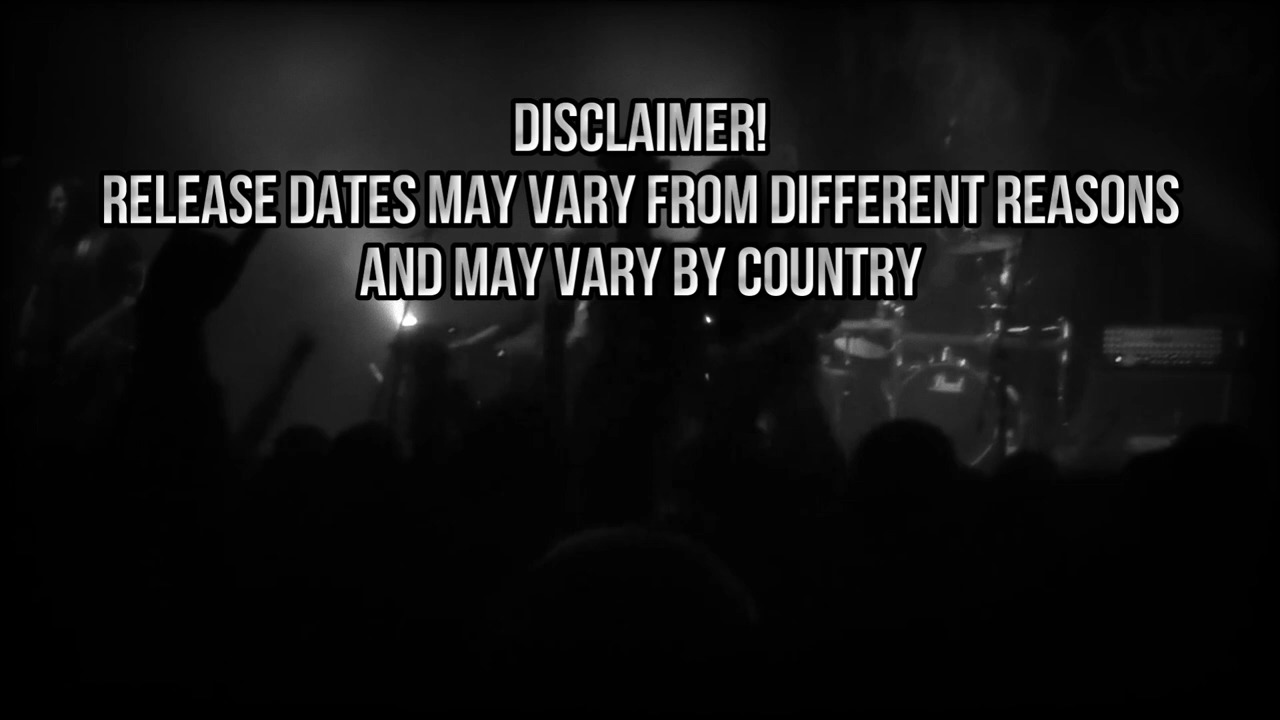 DISCLAIMER!
RELEASE DATES MAY VARY FROM DIFFERENT REASONS
AND MAY VARY BY COUNTRY